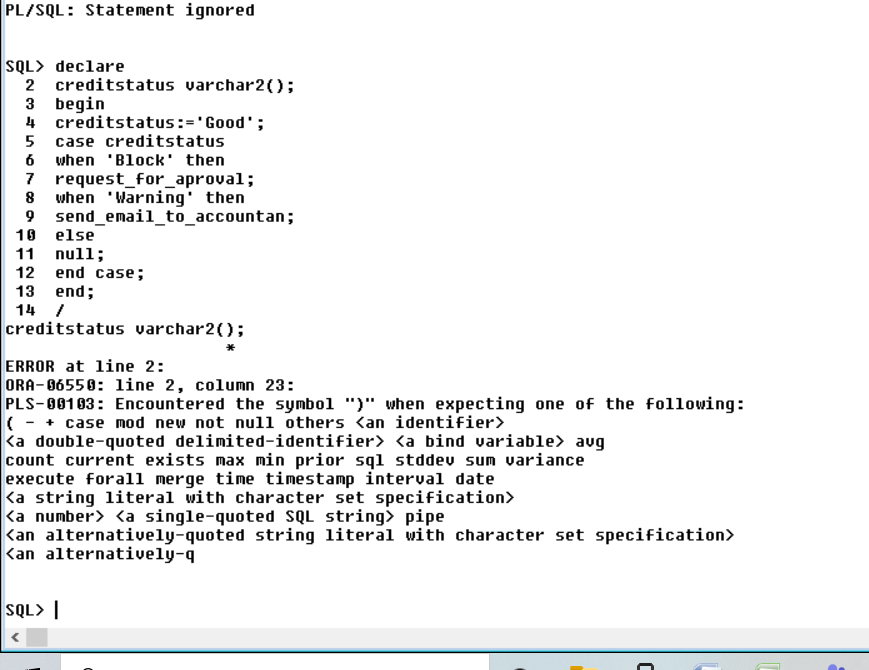 PL/SQL: Statement ignored
SQL> declare
2 creditstatus varchar2();
3 begin
4 creditstatus:='Good';
5 case creditstatus
6 when 'Block' then
7 request_for_aproval;
8 when 'Warning' then
9 send_email_to_accountan;
10 else
11 null;
12 end case;
13 end;
14 /
creditstatus varchar2();
*
ERROR at line 2:
ORA-06550: line 2, column 23:
PLS-00103: Encountered the symbol ")" when expecting one of the following:
( - + case mod new not null others <an identifier>
<a double-quoted delimited-identifier> <a bind variable> avg
count current exists max min prior sql stddev sum variance
execute forall merge time timestamp interval date
<a string literal with character set specification>
<a number> <a single-quoted SQL string> pipe
<an alternatively-quoted string literal with character set specification>
<an alternatively-q
SQL>